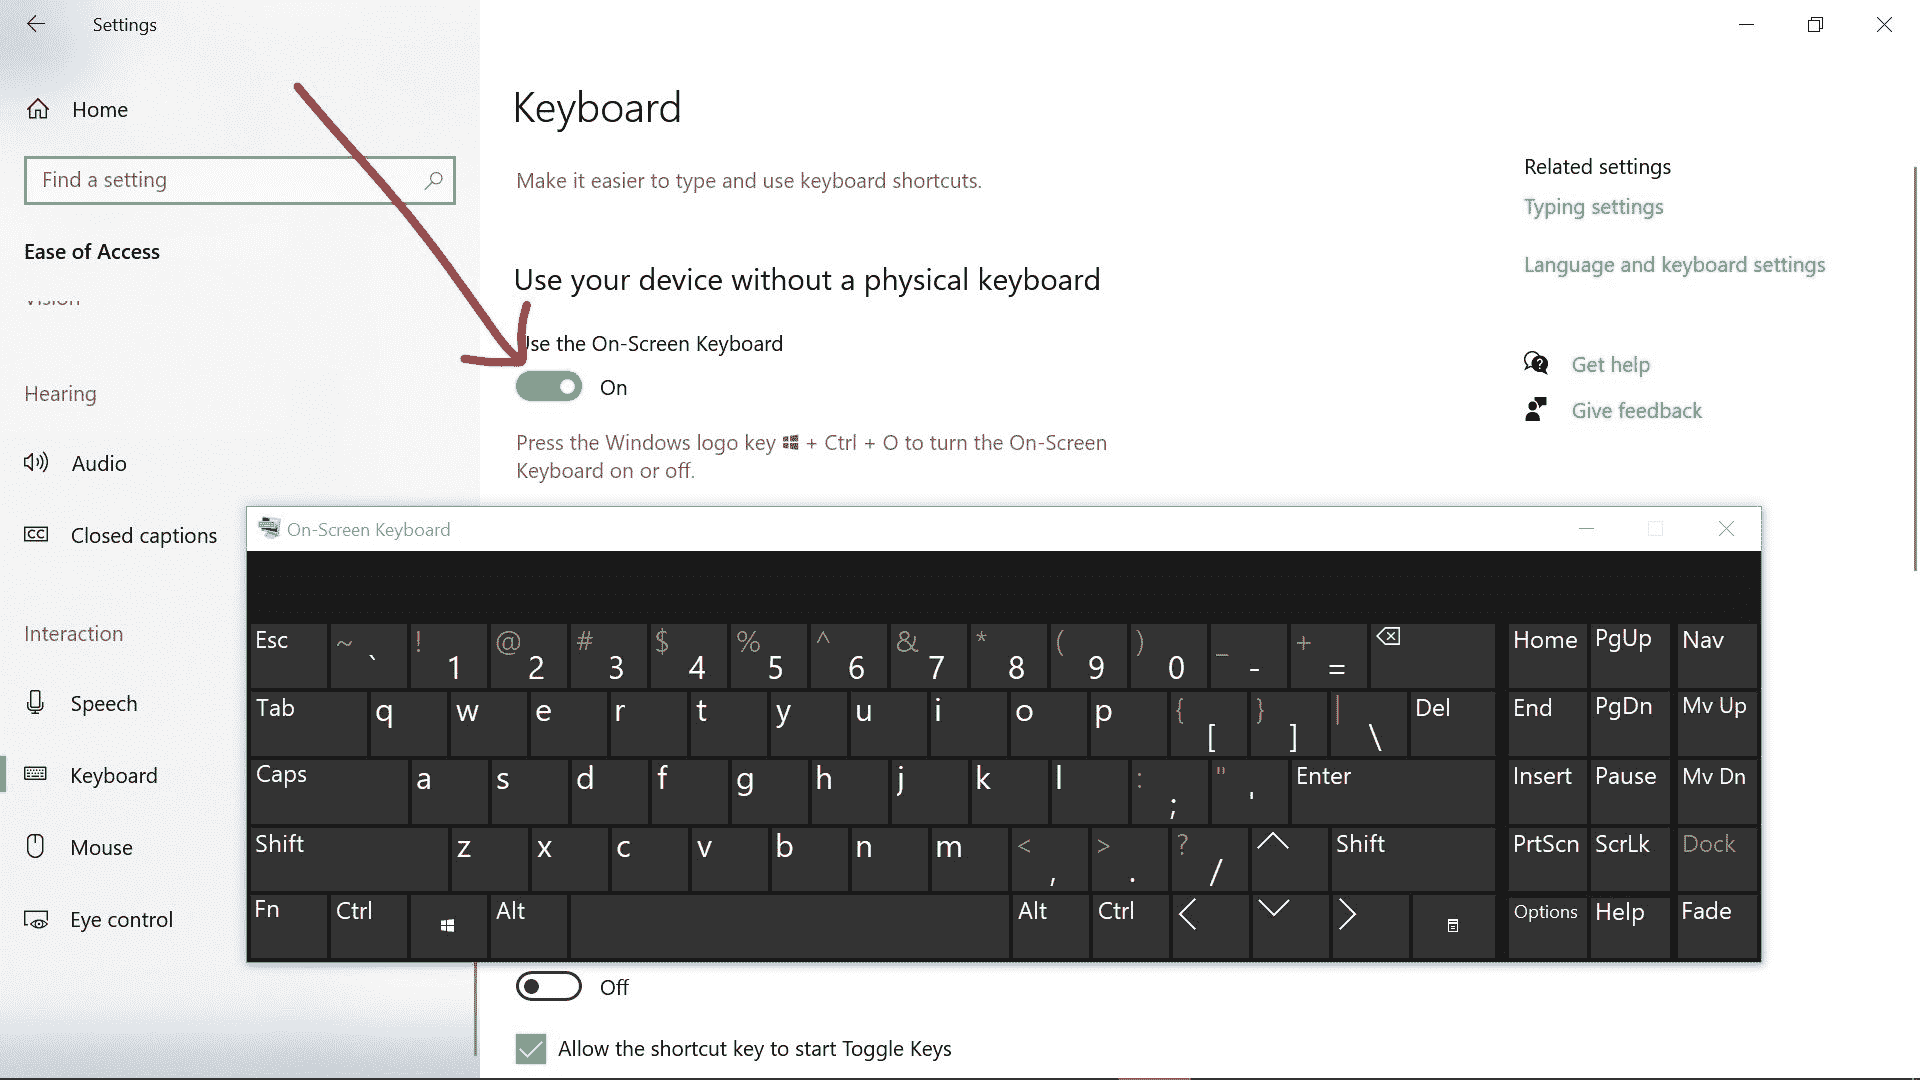 Settings
Home
Find a setting
Ease of Access
Vision
Hearing
Audio
Closed captions
Interaction
Speech
Keyboard
Mouse
Eye control
Keyboard
Make it easier to type and use keyboard shortcuts.
Use your device without a physical keyboard
Use the On-Screen Keyboard
On
Press the Windows logo key + Ctrl + O to turn the On-Screen
Keyboard on or off.
Related settings
Typing settings
Language and keyboard settings
Get help
Give feedback
On-Screen Keyboard
Esc ~ ` ! 1 @ 2 # 3 $ 4 % 5 ^ 6 & 7 * 8 ( 9 ) 0 _ - + = Home PgUp Nav
Tab q w e r t y u i o p { [ } ] | \ Del End PgDn Mv Up
Caps a s d f g h j k l : ; " ' Enter Insert Pause Mv Dn
Shift z x c v b n m < , > . ? / Shift PrtScn ScrLk Dock
Fn Ctrl Alt Alt Ctrl Options Help Fade
Off
Allow the shortcut key to start Toggle Keys